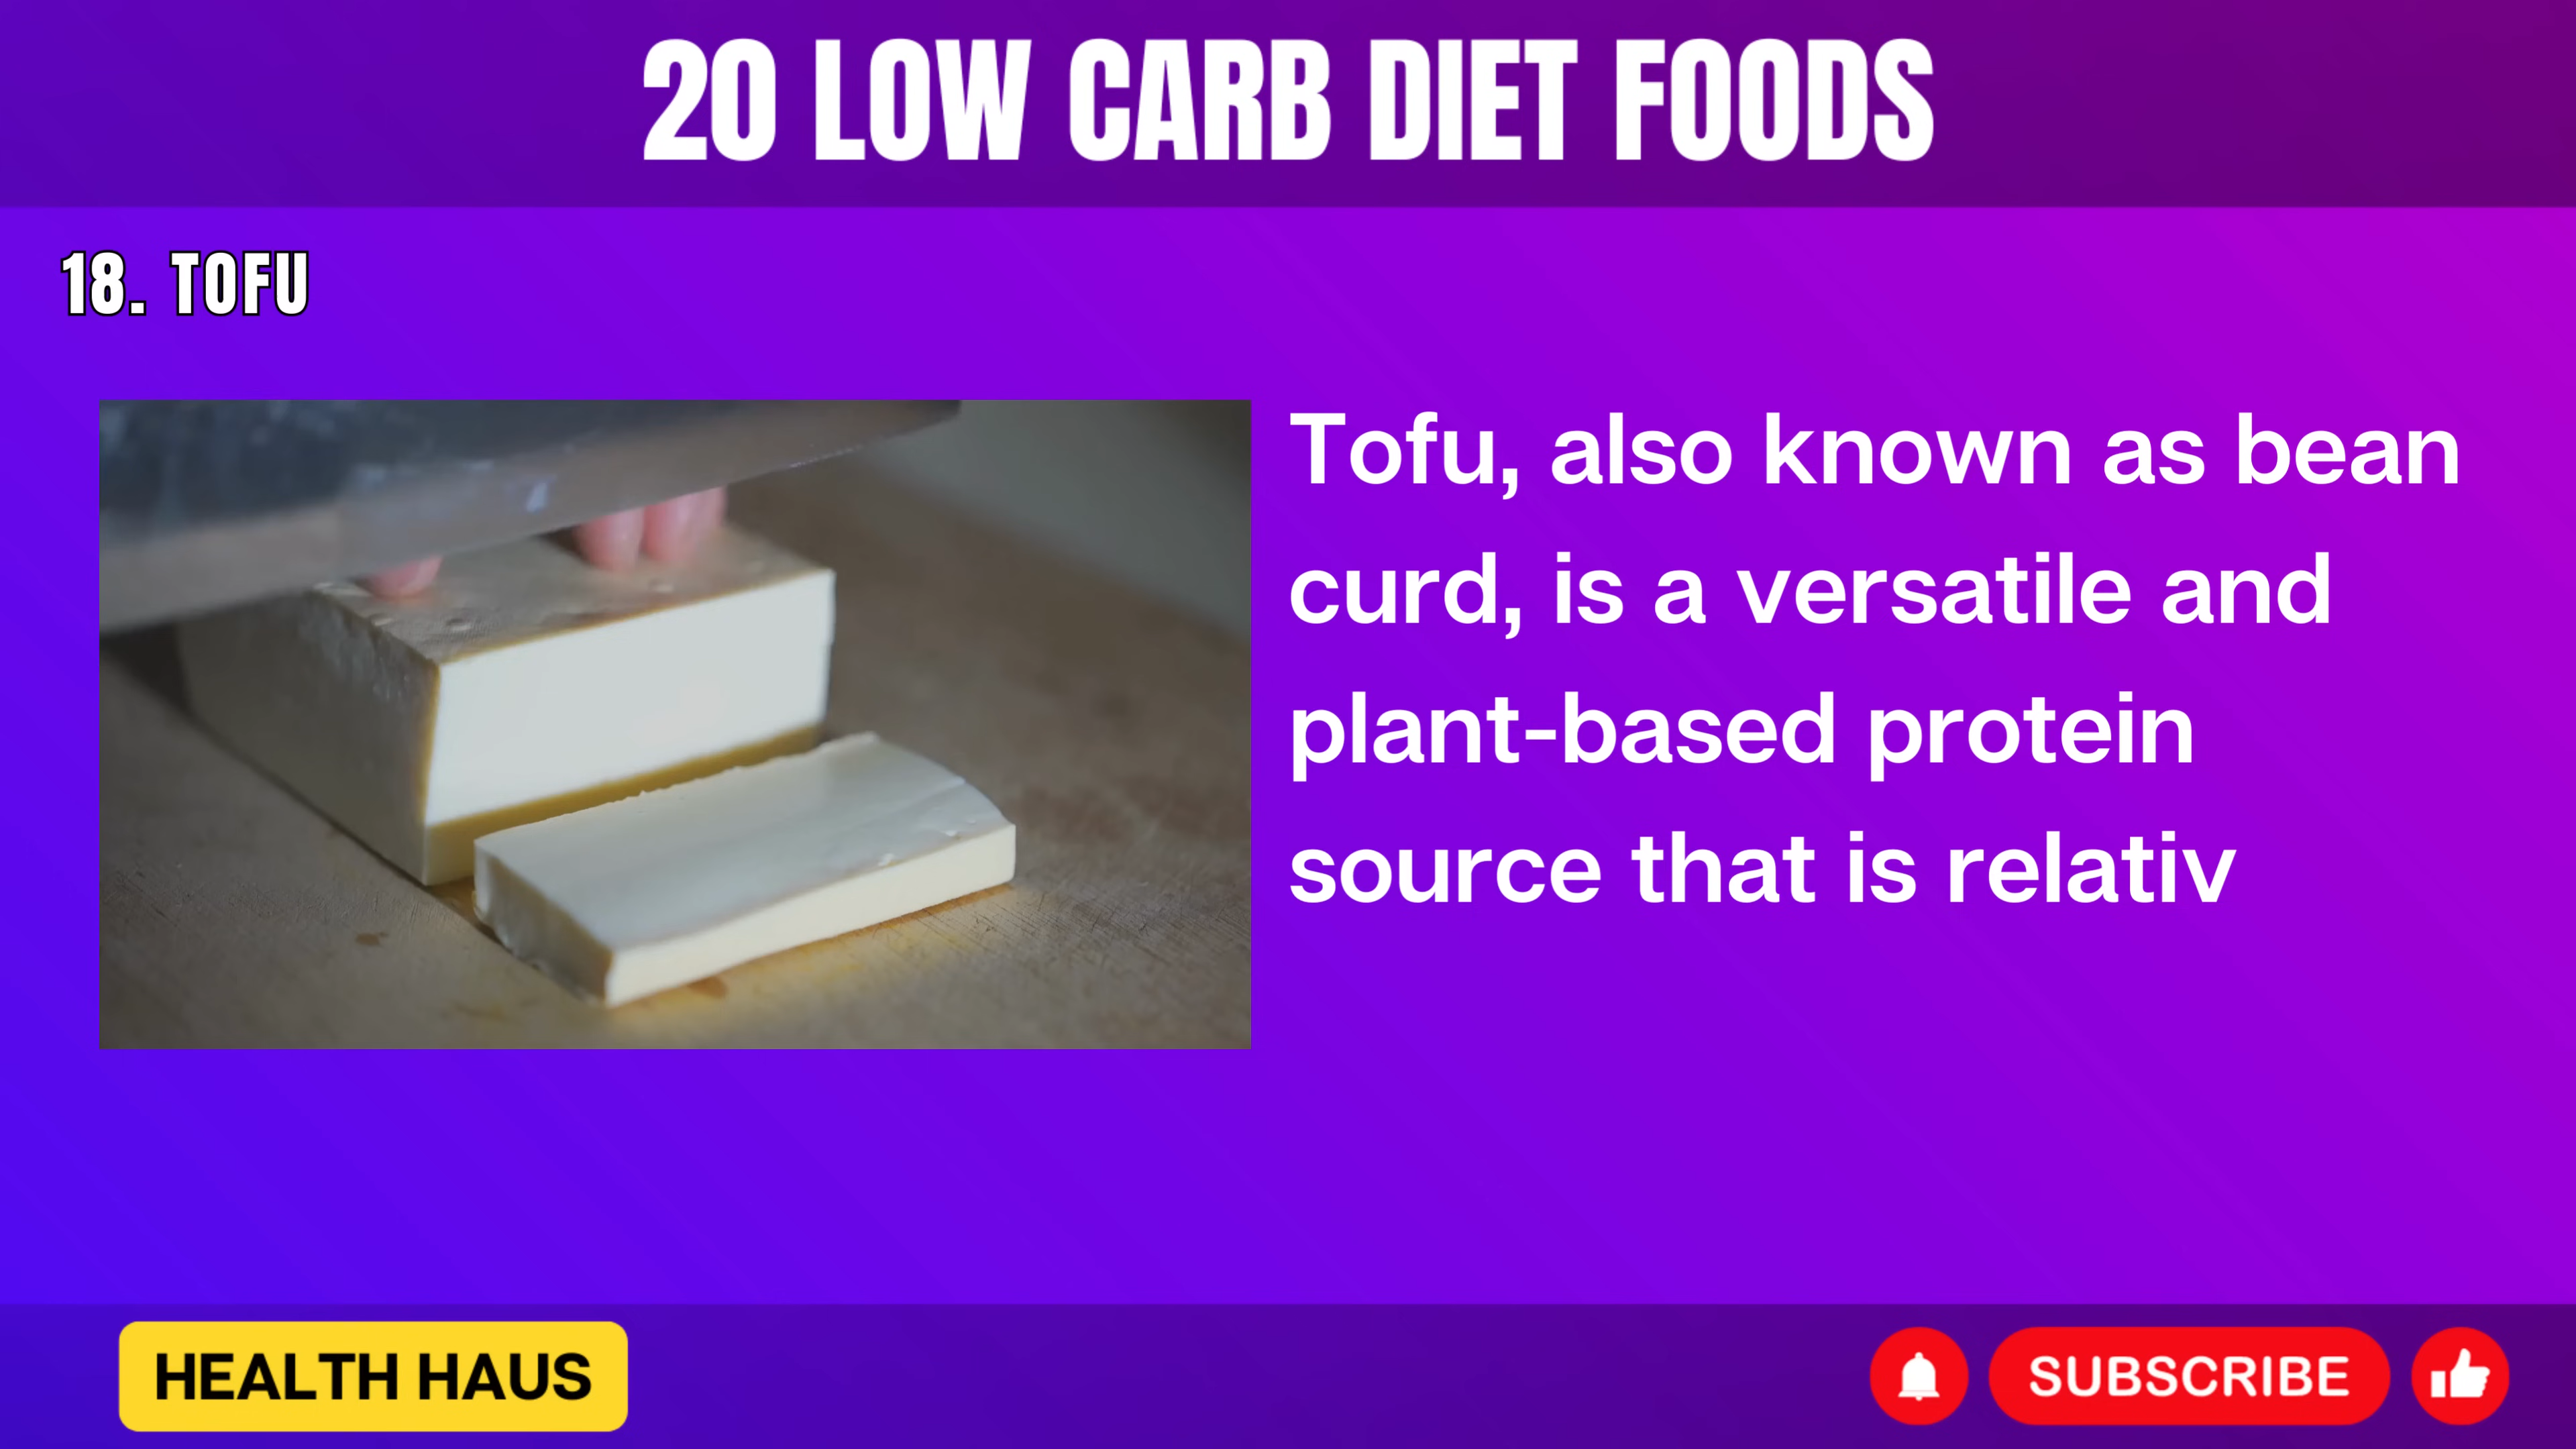 20 LOW CARB DIET FOODS
18. TOFU
Tofu, also known as bean
curd, is a versatile and
plant-based protein
source that is relativ
HEALTH HAUS
SUBSCRIBE